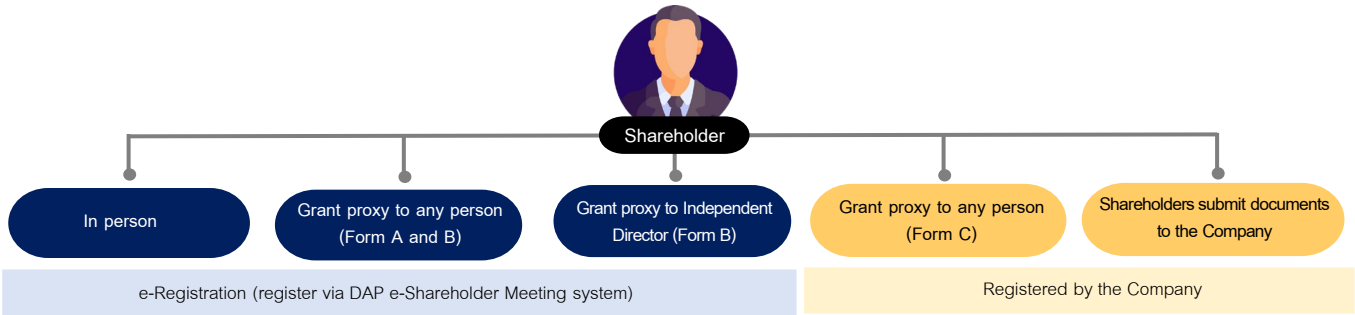 Shareholder
In person
Grant proxy to any person
(Form A and B)
Grant proxy to Independent
Director (Form B)
Grant proxy to any person
(Form C)
Shareholders submit documents
to the Company
e-Registration (register via DAP e-Shareholder Meeting system)
Registered by the Company